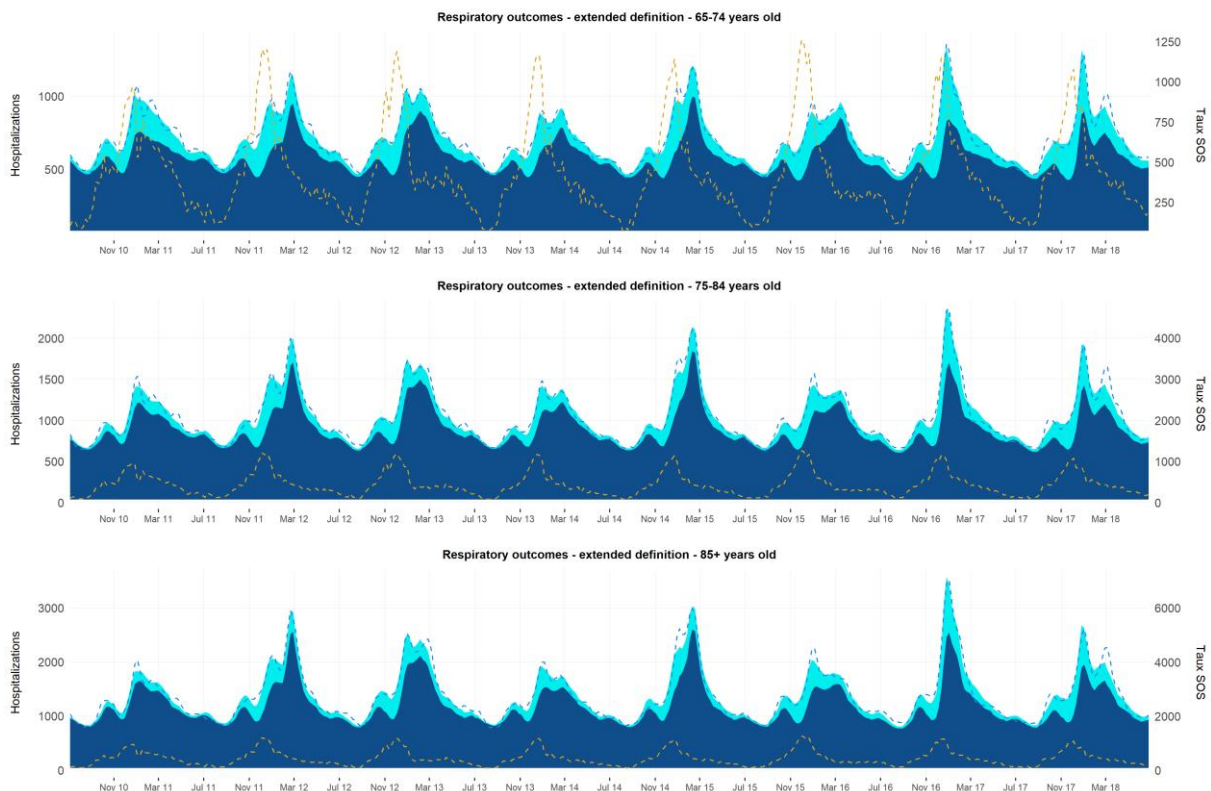 Respiratory outcomes - extended definition - 65-74 years old
Hospitalizations
1000
500
1250
1000
750
500
250
Taux SOS
Nov 10 Mar 11 Jul 11 Nov 11 Mar 12 Jul 12 Nov 12 Mar 13 Jul 13 Nov 13 Mar 14 Jul 14 Nov 14 Mar 15 Jul 15 Nov 15 Mar 16 Jul 16 Nov 16 Mar 17 Jul 17 Nov 17 Mar 18
Respiratory outcomes - extended definition - 75-84 years old
Hospitalizations
2000
1500
1000
500
0
4000
3000
2000
1000
0
Taux SOS
Nov 10 Mar 11 Jul 11 Nov 11 Mar 12 Jul 12 Nov 12 Mar 13 Jul 13 Nov 13 Mar 14 Jul 14 Nov 14 Mar 15 Jul 15 Nov 15 Mar 16 Jul 16 Nov 16 Mar 17 Jul 17 Nov 17 Mar 18
Respiratory outcomes - extended definition - 85+ years old
Hospitalizations
3000
2000
1000
0
6000
4000
2000
0
Taux SOS
Nov 10 Mar 11 Jul 11 Nov 11 Mar 12 Jul 12 Nov 12 Mar 13 Jul 13 Nov 13 Mar 14 Jul 14 Nov 14 Mar 15 Jul 15 Nov 15 Mar 16 Jul 16 Nov 16 Mar 17 Jul 17 Nov 17 Mar 18